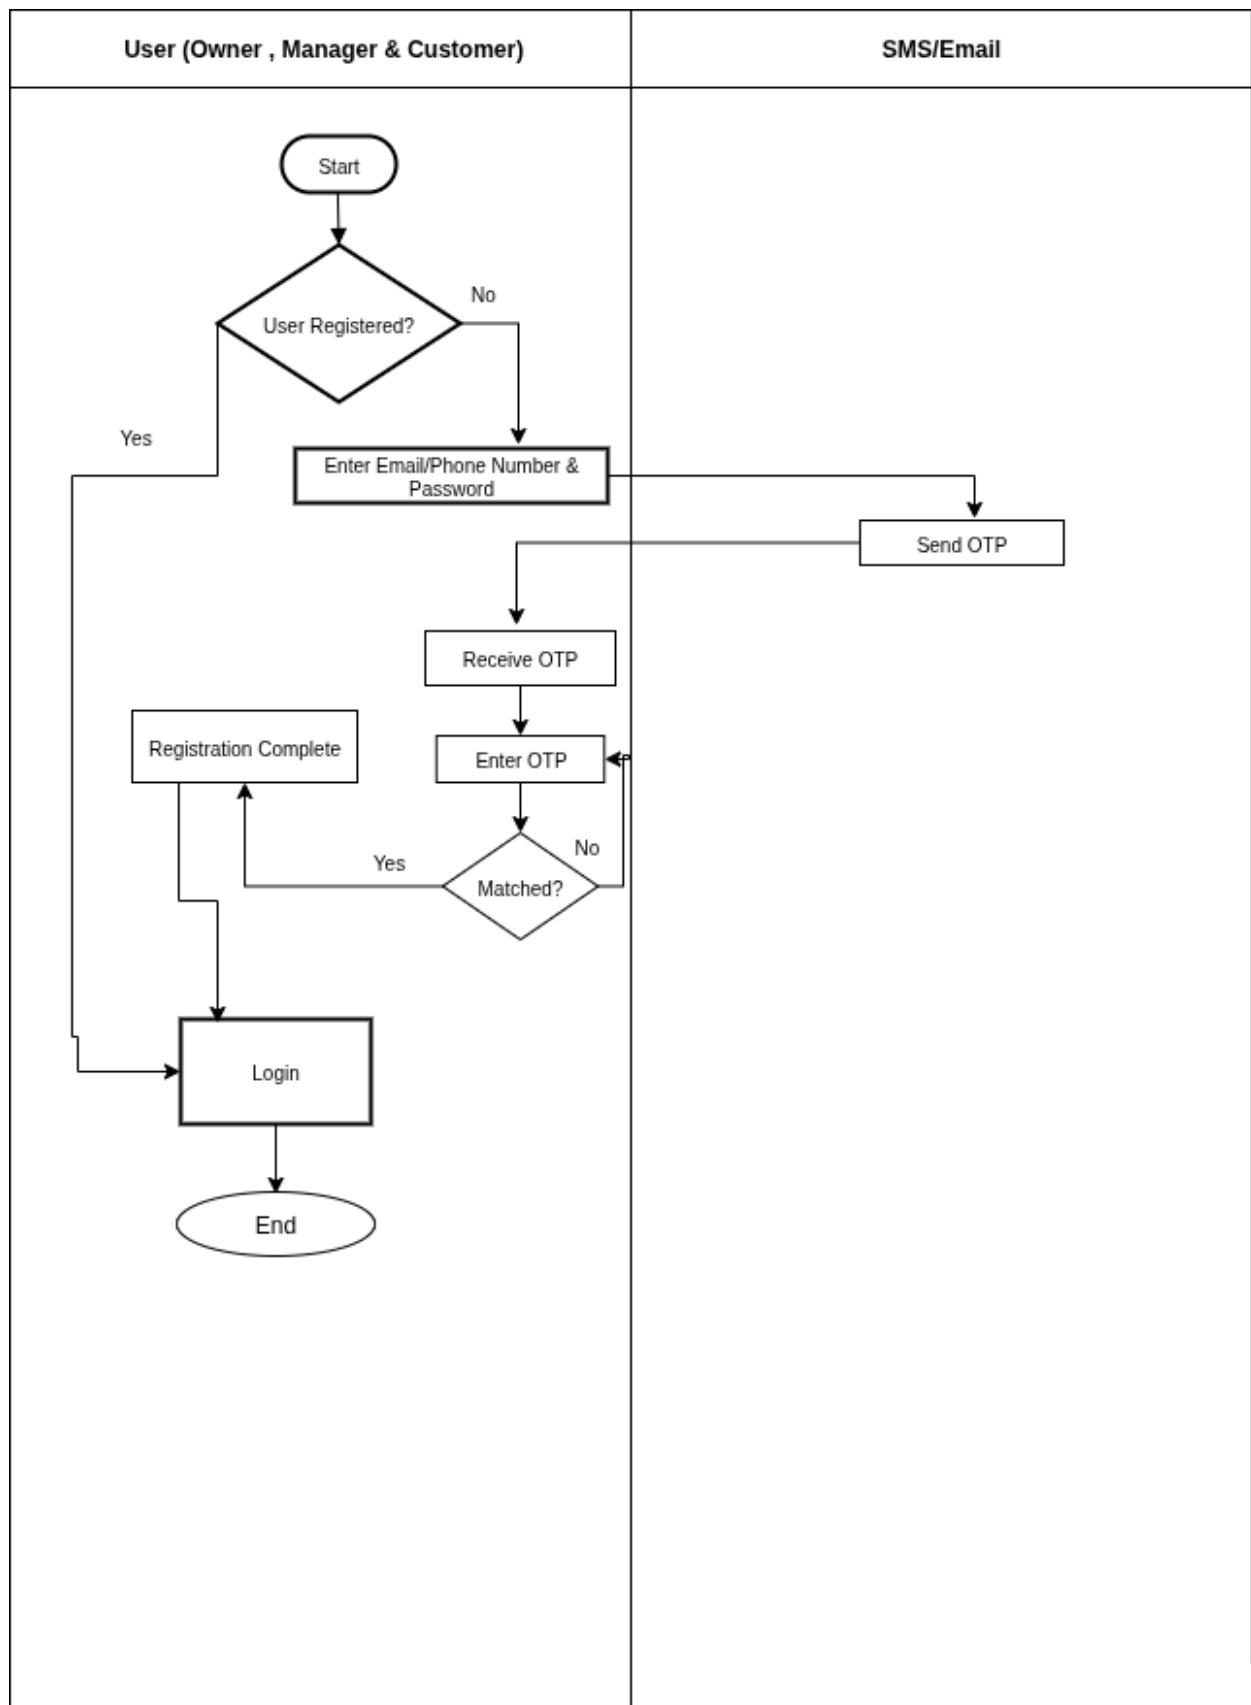 User (Owner , Manager & Customer)
SMS/Email
Start
No
User Registered?
Yes
Enter Email/Phone Number &
Password
Send OTP
Receive OTP
Registration Complete
Enter OTP
No
Yes
Matched?
Login
End